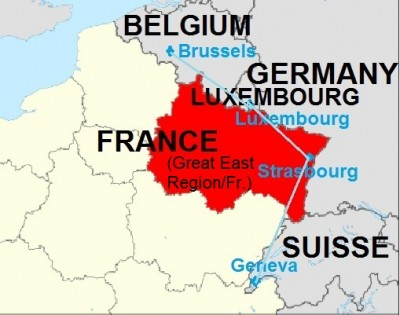 BELGIUM
Brussels
GERMANY
LUXEMBOURG
Luxembourg
FRANCE
(Great East
Region/Fr.)
Strasbourg
SUISSE
Geneva